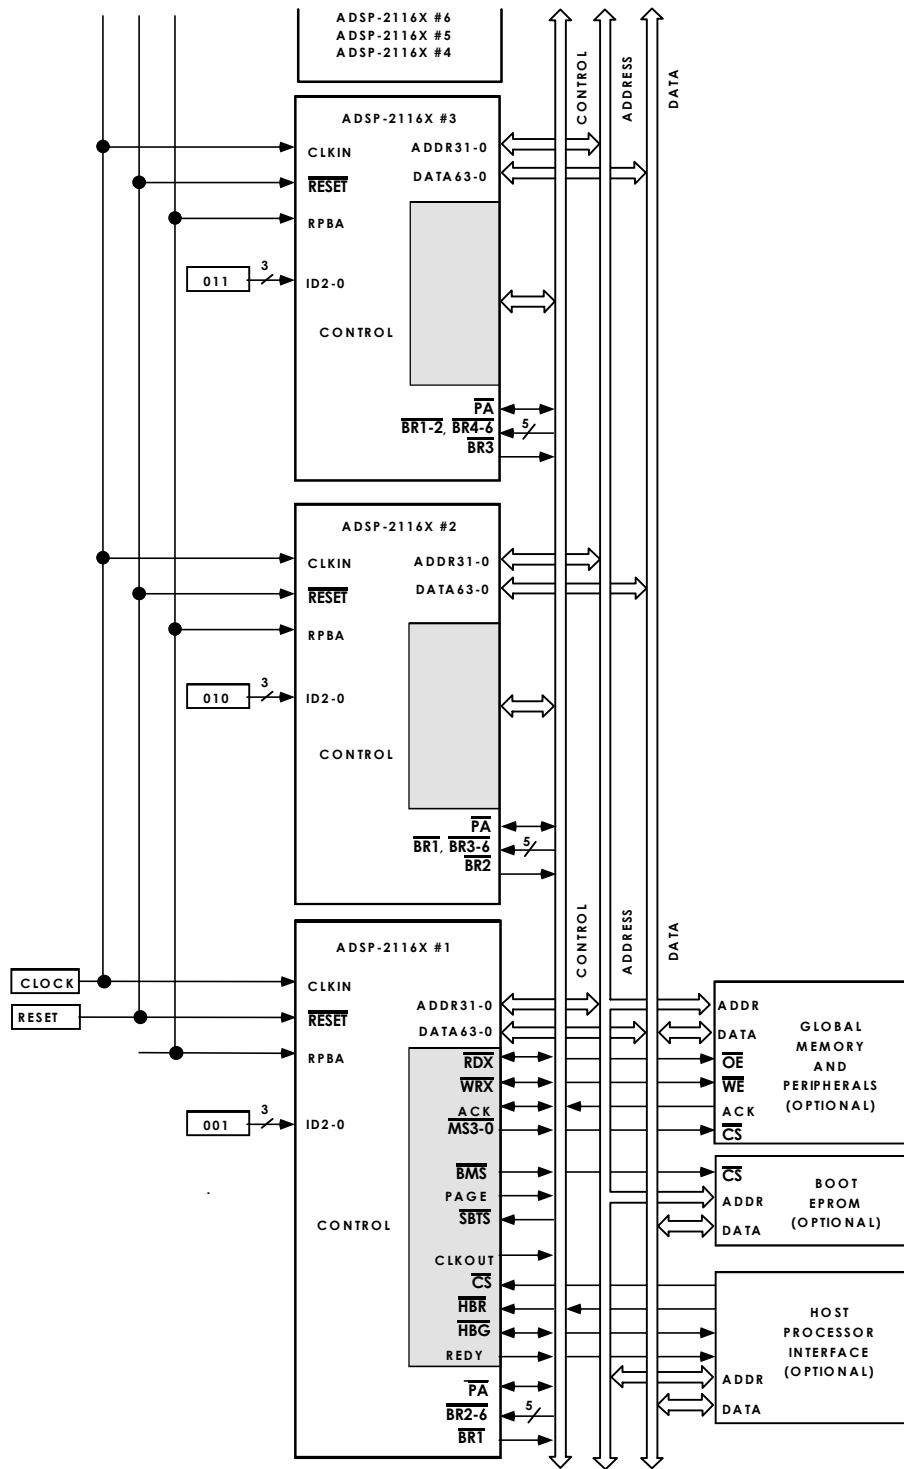 ADSP-2116X #6
ADSP-2116X #5
ADSP-2116X #4
CONTROL
ADDRESS
DATA
ADSP-2116X #3
CLKIN
ADDR31-0
RESET
DATA63-0
RPBA
011
3
ID2-0
CONTROL
PA
BR1-2, BR4-6
5
BR3
ADSP-2116X #2
CLKIN
ADDR31-0
RESET
DATA63-0
RPBA
010
3
ID2-0
CONTROL
PA
BR1, BR3-6
5
BR2
CONTROL
ADDRESS
DATA
ADSP-2116X #1
CLOCK
CLKIN
RESET
RESET
ADDR31-0
DATA63-0
RPBA
RDX
WRX
ACK
MS3-0
001
3
ID2-0
BMS
PAGE
SBTS
CONTROL
CLKOUT
CS
HBR
HBG
REDY
PA
BR2-6
5
BR1
ADDR
DATA
OE
WE
ACK
CS
GLOBAL
MEMORY
AND
PERIPHERALS
(OPTIONAL)
CS
ADDR
DATA
BOOT
EPROM
(OPTIONAL)
HOST
PROCESSOR
INTERFACE
(OPTIONAL)
ADDR
DATA